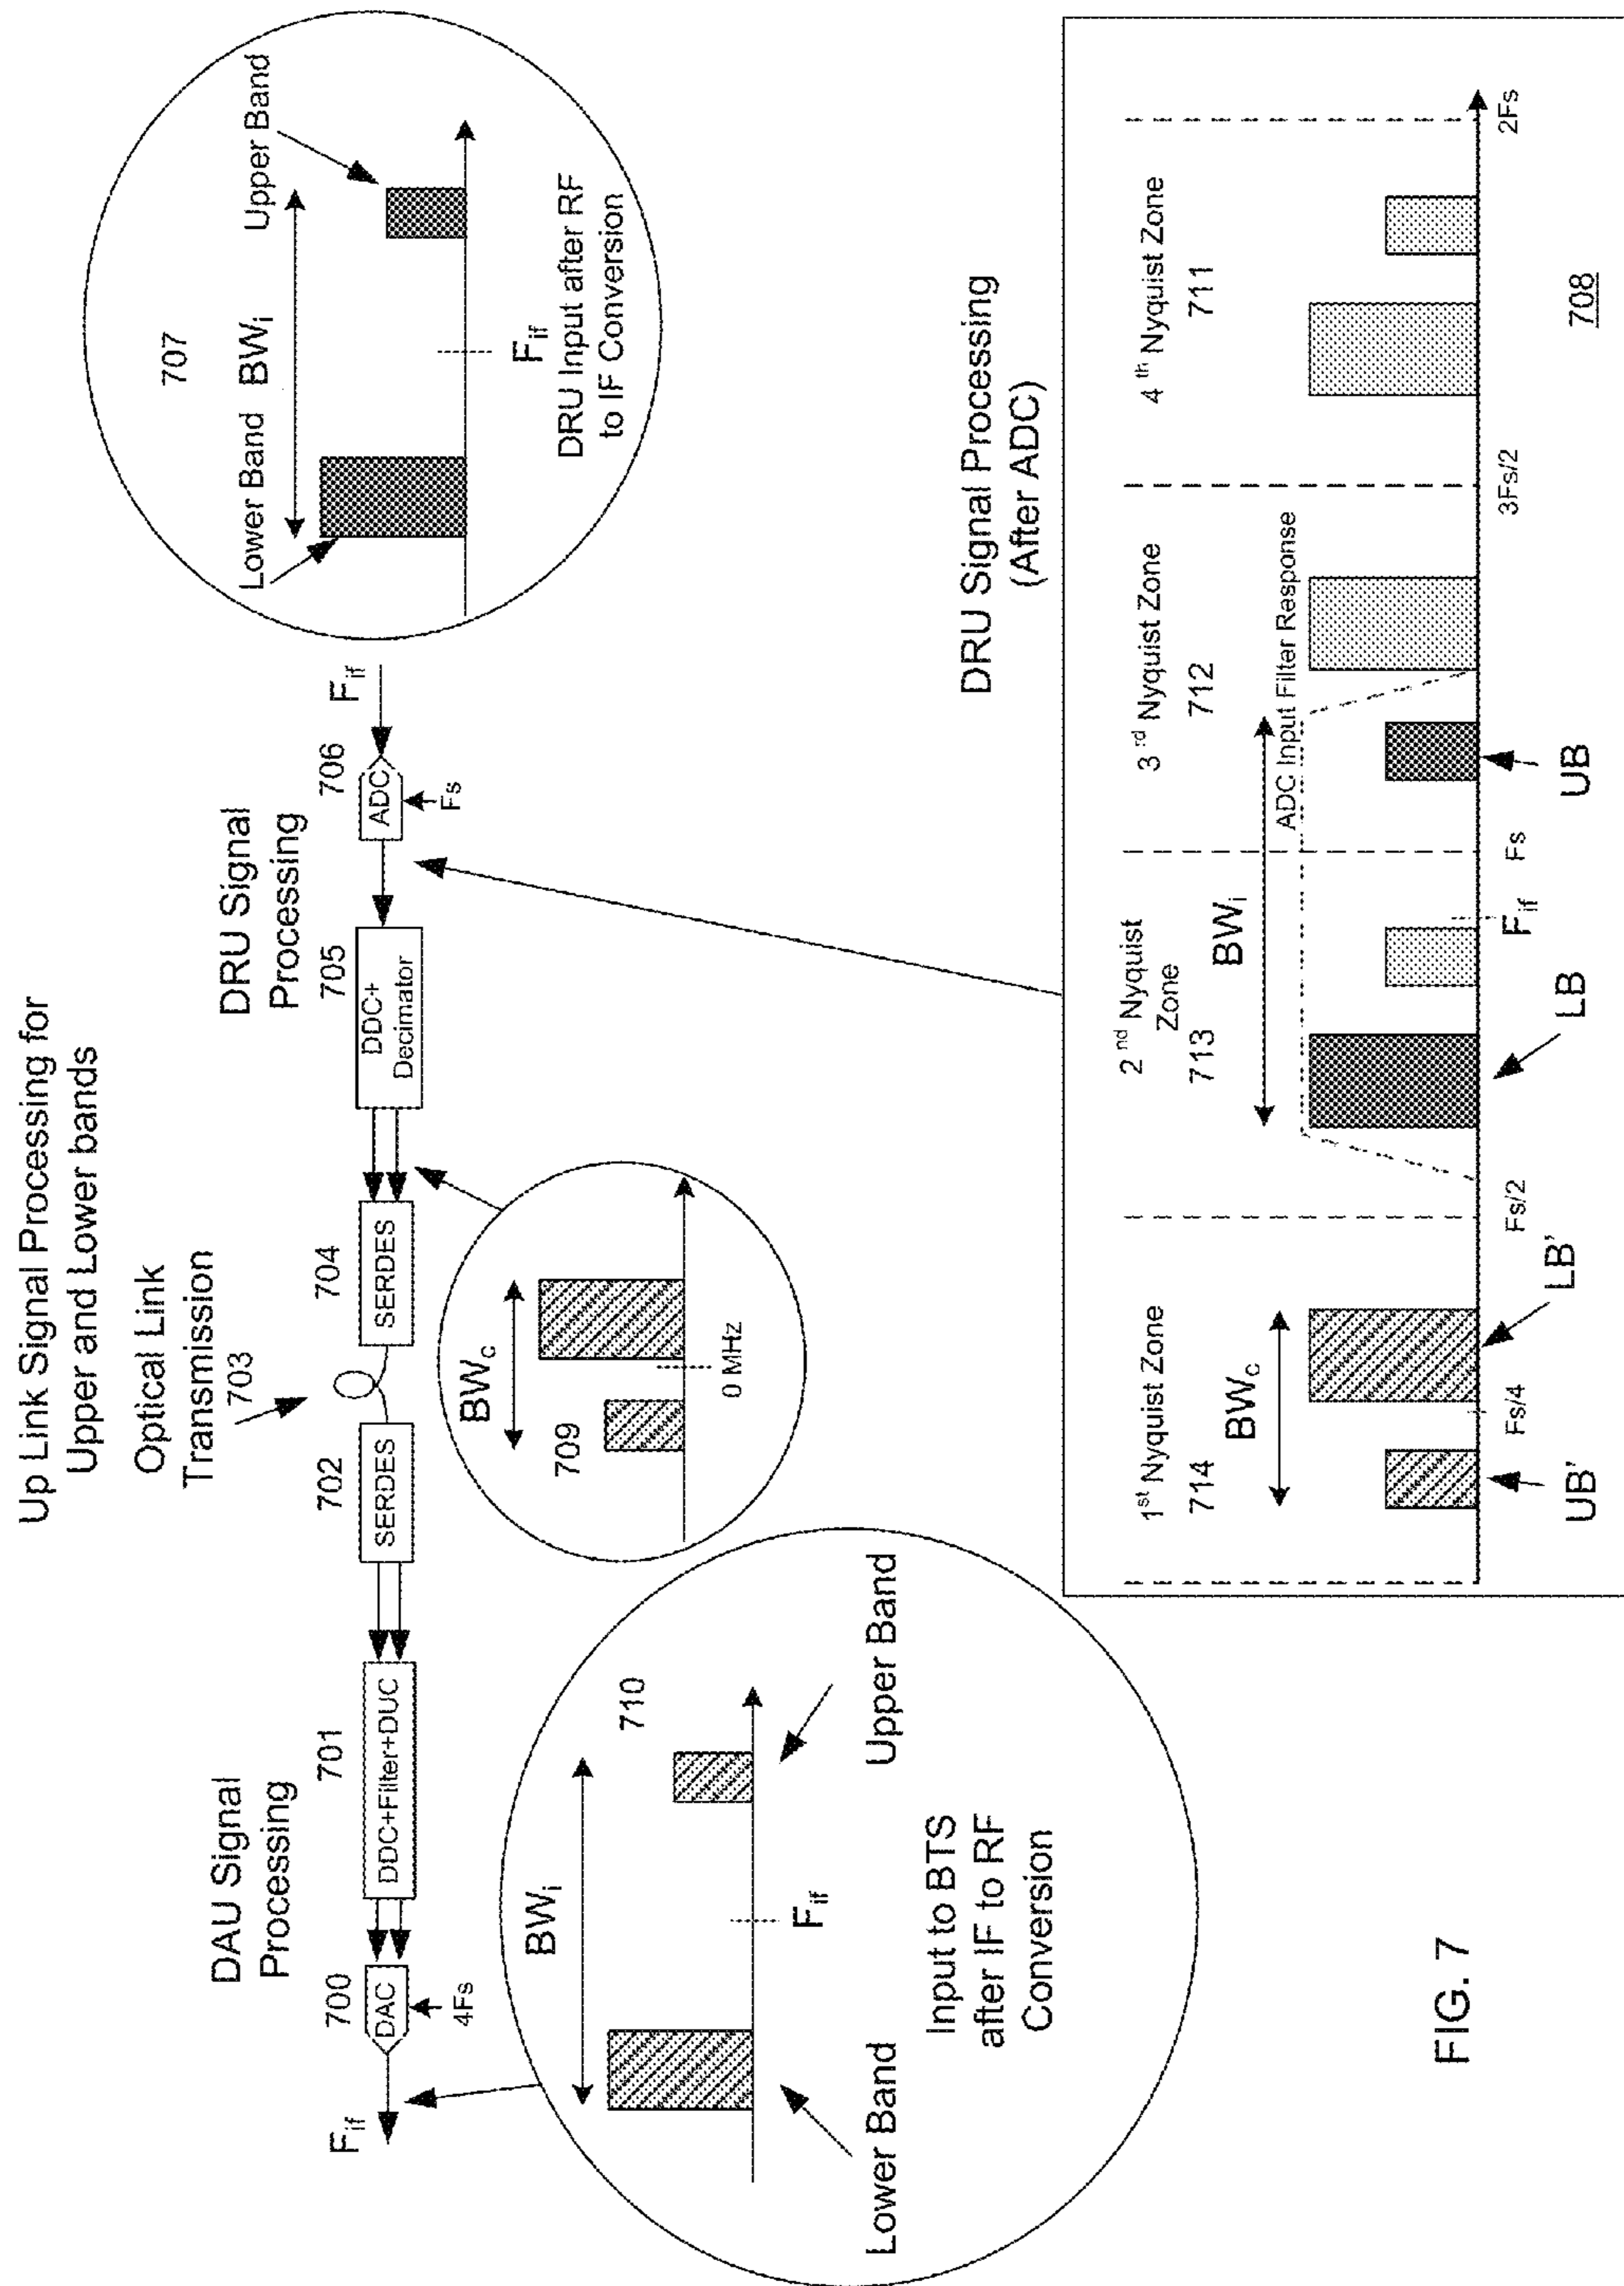 Up Link Signal Processing for
Upper and Lower bands
DAU Signal
Processing
Optical Link
Transmission
703
DRU Signal
Processing
F_if
700
DAC
4Fs
701
DDC+Filter+DUC
702
SERDES
704
SERDES
705
DDC+
Decimator
706
ADC
Fs
F_if
707
Lower Band
BW_i
Upper Band
F_if
DRU Input after RF
to IF Conversion
BW_c
709
0 MHz
BW_i
710
F_if
Lower Band
Upper Band
Input to BTS
after IF to RF
Conversion
DRU Signal Processing
(After ADC)
1st Nyquist Zone
714
BW_c
2nd Nyquist
Zone
713
BW_i
3rd Nyquist Zone
712
ADC Input Filter Response
4th Nyquist Zone
711
Fs/4
Fs/2
F_if
Fs
3Fs/2
2Fs
UB'
LB'
LB
UB
708
FIG. 7